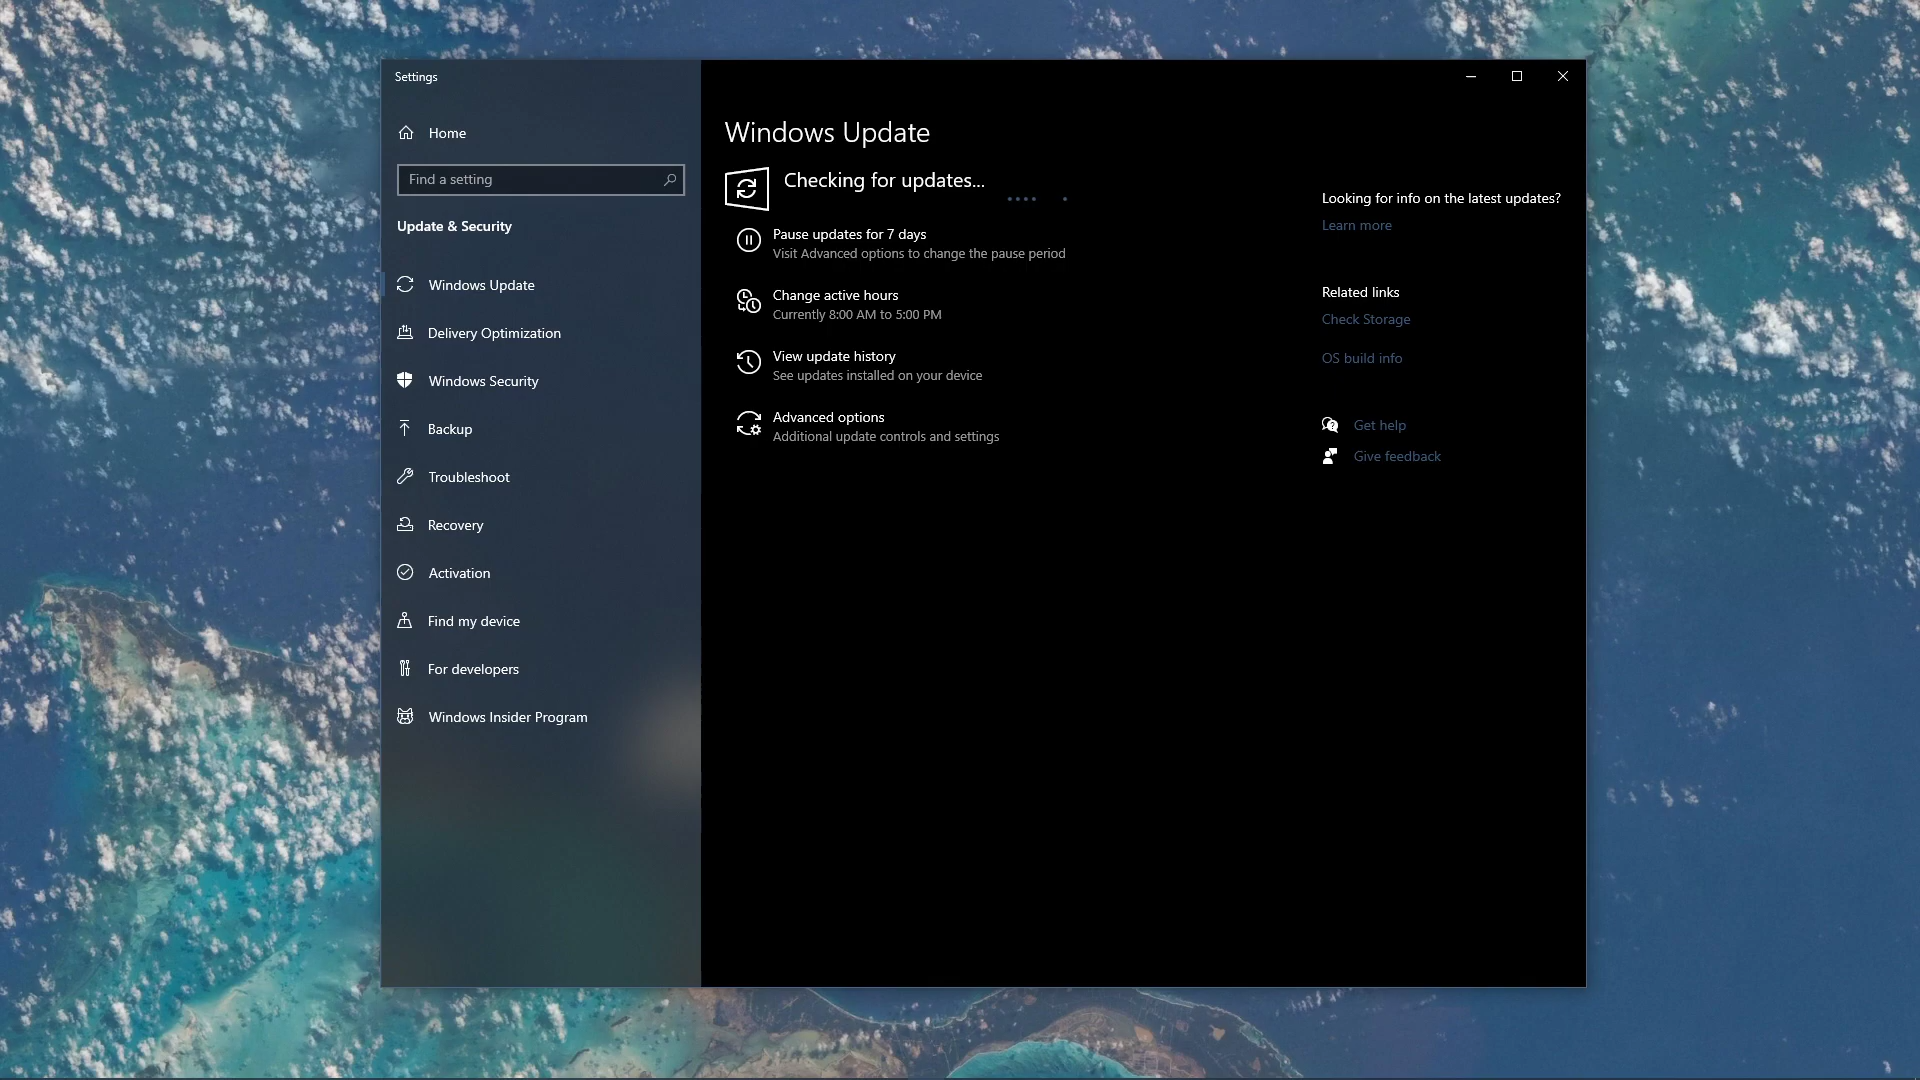 Settings
Home
Find a setting
Update & Security
Windows Update
Delivery Optimization
Windows Security
Backup
Troubleshoot
Recovery
Activation
Find my device
For developers
Windows Insider Program
Windows Update
Checking for updates...
Pause updates for 7 days
Visit Advanced options to change the pause period
Change active hours
Currently 8:00 AM to 5:00 PM
View update history
See updates installed on your device
Advanced options
Additional update controls and settings
Looking for info on the latest updates?
Learn more
Related links
Check Storage
OS build info
Get help
Give feedback